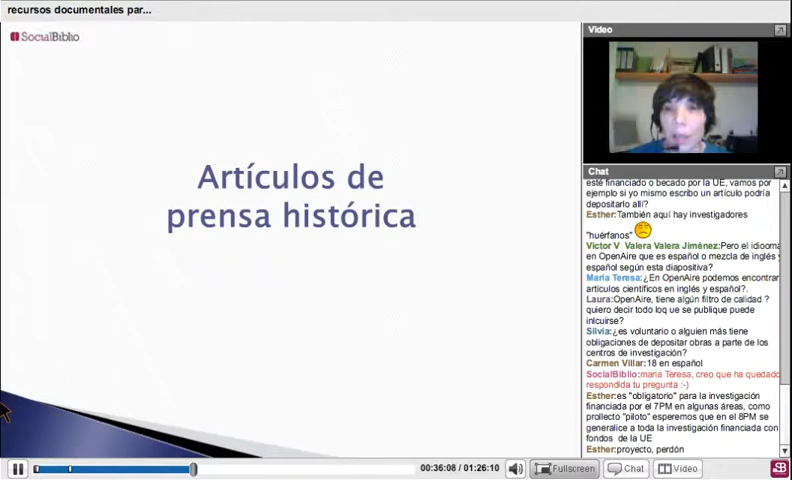 recursos documentales par...
SocialBiblio
Artículos de
prensa histórica
Video
Chat
esté financiado o becado por la UE, vamos por
ejemplo si yo mismo escribo un artículo podría
depositarlo allí?
Esther:También aquí hay investigadores
"huérfanos"
Victor V Valera Valera Jiménez:Pero el idioma
en OpenAire que es español o mezcla de inglés y
español según esta diapositiva?
María Teresa:¿En OpenAire podemos encontrar
artículos científicos en inglés y español?.
Laura:OpenAire, tiene algún filtro de calidad ?
quiero decir todo loq ue se publique puede
inlcuirse?
Silvia:¿es voluntario o alguien más tiene
obligaciones de depositar obras a parte de los
centros de investigación?
Carmen Villar:18 en español
SocialBiblio:maria Teresa, creo que ha quedado
respondida tu pregunta :-)
Esther:es "obligatorio" para la investigación
financiada por el 7PM en algunas áreas, como
prollecto "piloto" esperemos que en el 8PM se
generalice a toda la investigación financiada con
fondos de la UE
Esther:proyecto, perdón
00:36:08 / 01:26:10
Fullscreen
Chat
Video
SB